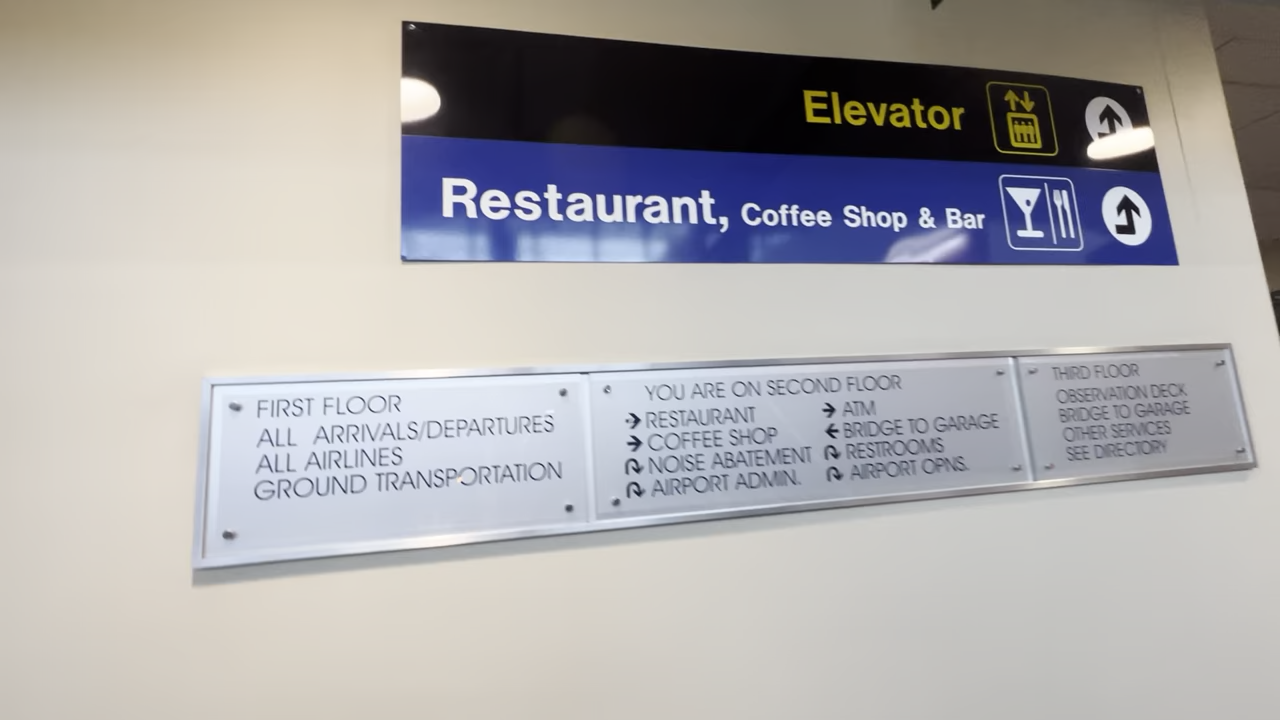 Elevator
Restaurant, Coffee Shop & Bar
FIRST FLOOR
ALL ARRIVALS/DEPARTURES
ALL AIRLINES
GROUND TRANSPORTATION
YOU ARE ON SECOND FLOOR
RESTAURANT
COFFEE SHOP
NOISE ABATEMENT
AIRPORT ADMIN.
ATM
BRIDGE TO GARAGE
RESTROOMS
AIRPORT OPNS.
THIRD FLOOR
OBSERVATION DECK
BRIDGE TO GARAGE
OTHER SERVICES
SEE DIRECTORY